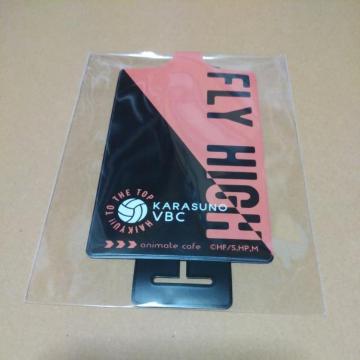 FLY HIGH
HAIKYU!! TO THE TOP
KARASUNO
VBC
animate cafe ©HF/S,HP,M